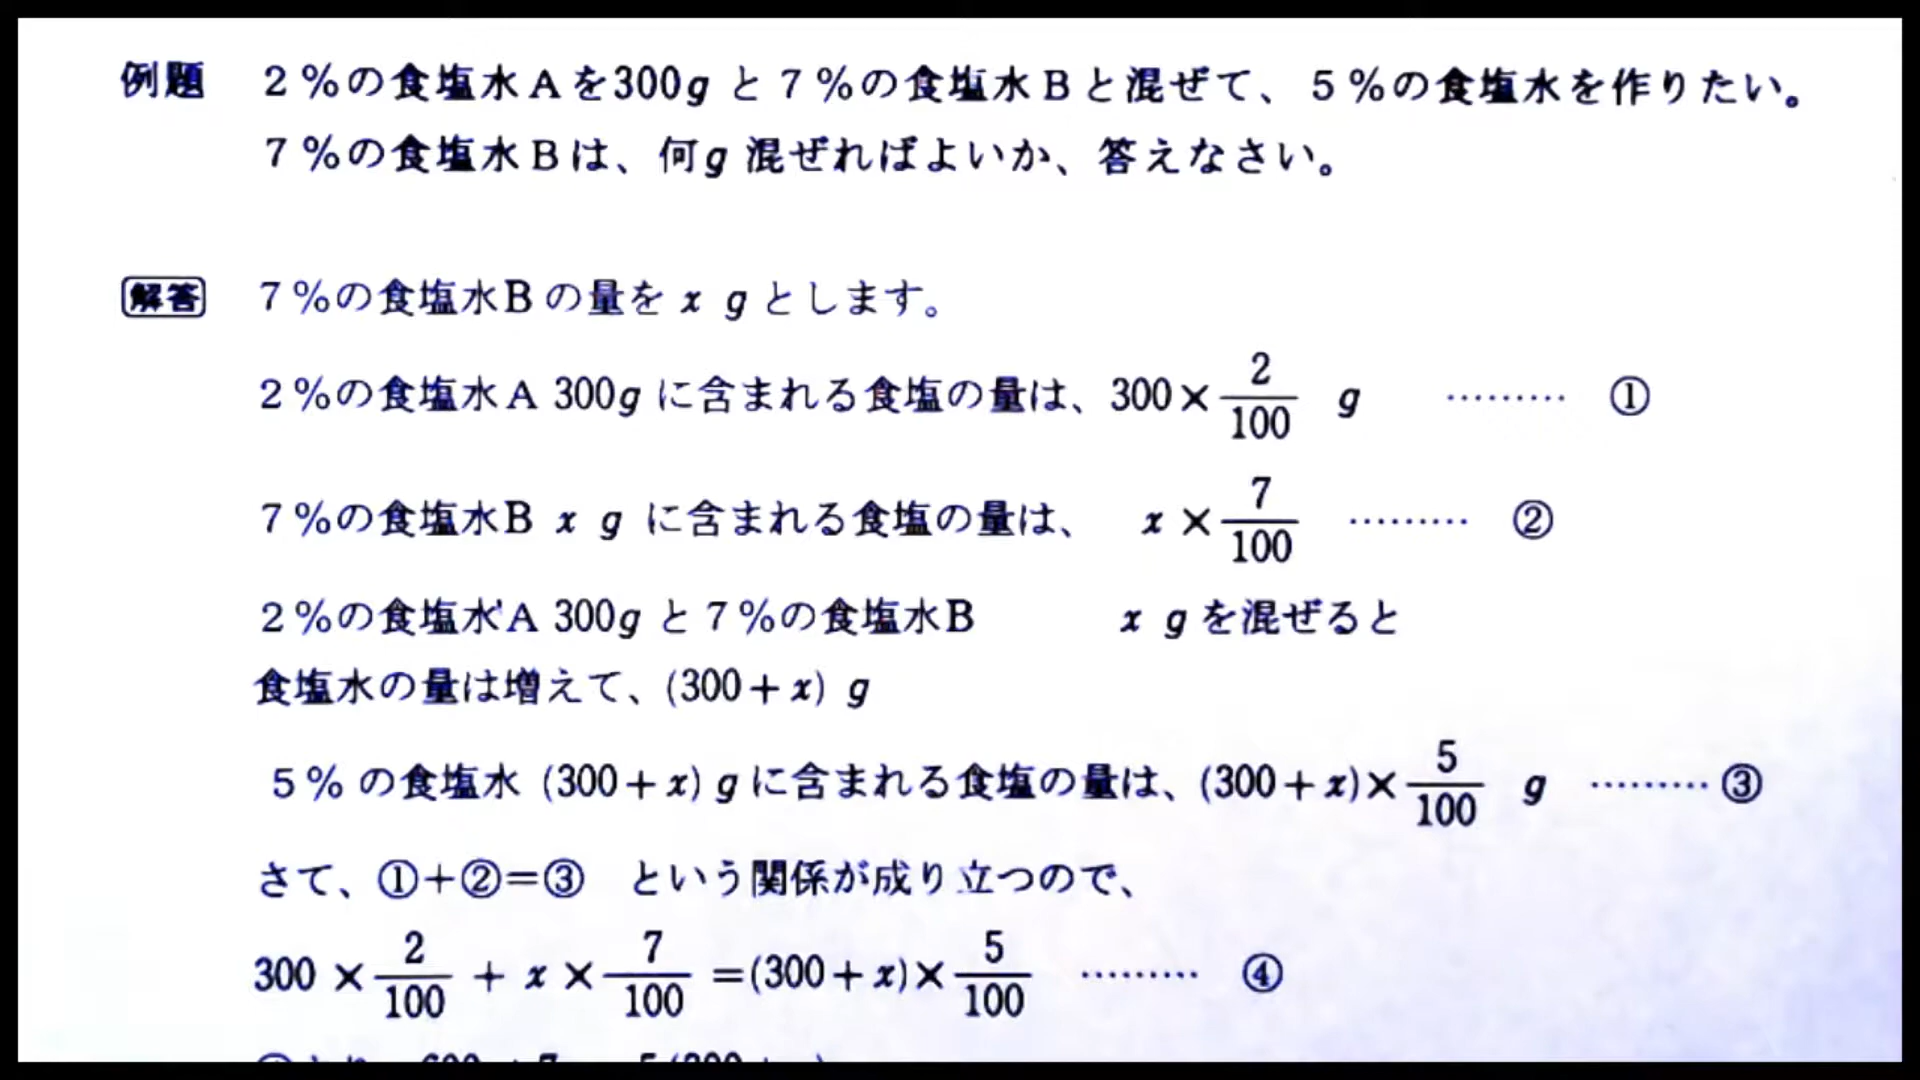 例題 2%の食塩水Aを300gと7%の食塩水Bと混ぜて、5%の食塩水を作りたい。
7%の食塩水Bは、何g混ぜればよいか、答えなさい。
解答 7%の食塩水Bの量をx gとします。
2%の食塩水A 300gに含まれる食塩の量は、300×2/100 g ……… ①
7%の食塩水B x gに含まれる食塩の量は、 x×7/100 ……… ②
2%の食塩水A 300gと7%の食塩水B x gを混ぜると
食塩水の量は増えて、(300+x) g
5%の食塩水(300+x) gに含まれる食塩の量は、(300+x)×5/100 g ……… ③
さて、①+②=③ という関係が成り立つので、
300×2/100+x×7/100=(300+x)×5/100 ……… ④